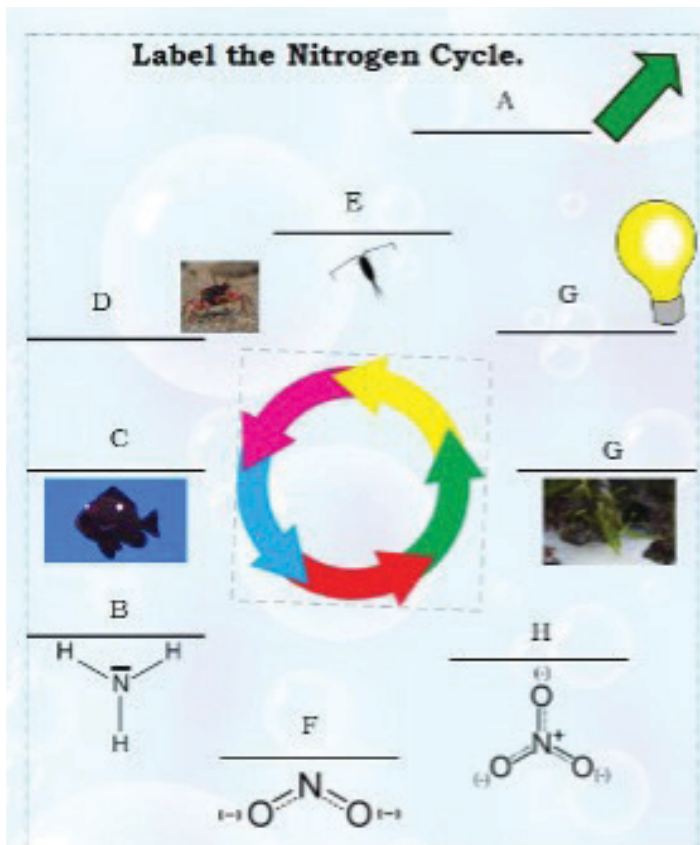 Label the Nitrogen Cycle.
A
E
D
G
C
G
B
H
H H
N
H
(-)
O
N+
(-) O O (-)
F
N
(-) O O (-)